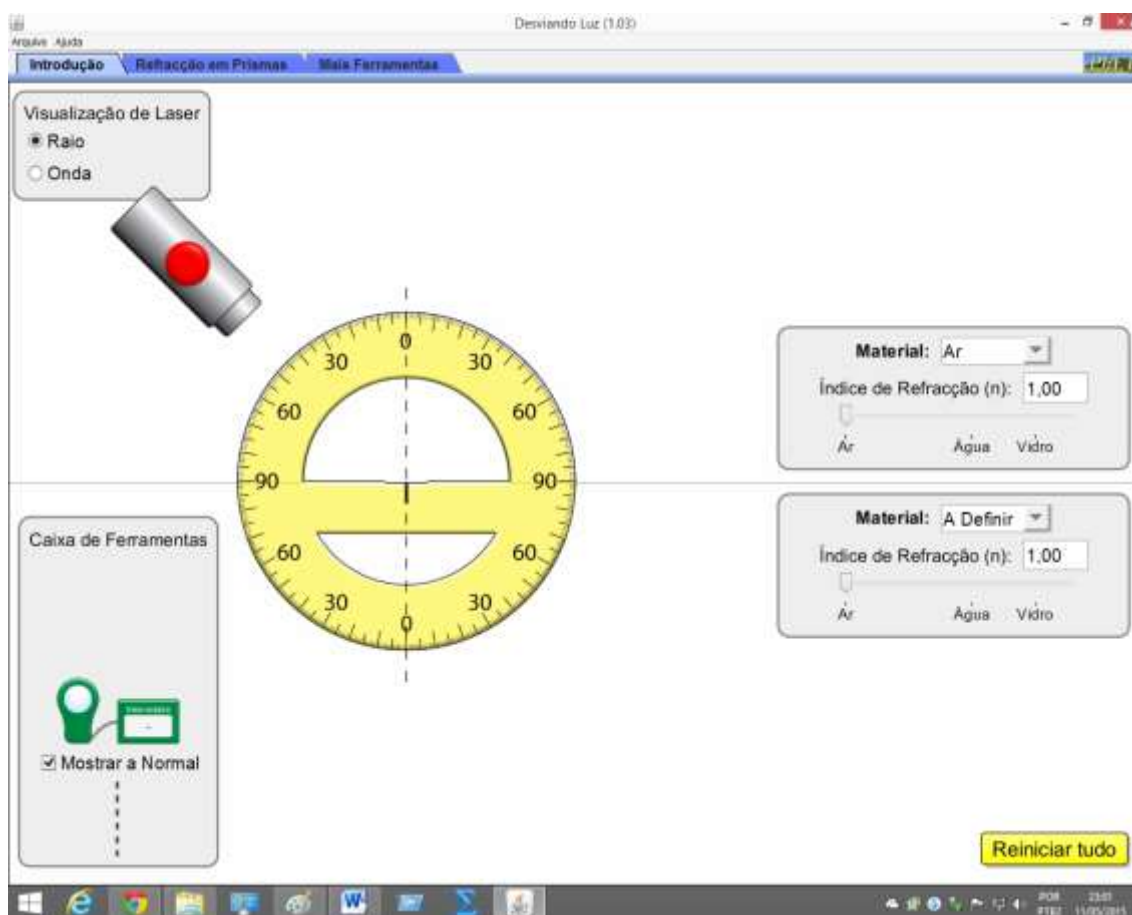 Desviando Luz (1.03)
Arquivo Ajuda
Introdução Refracção em Prismas Mais Ferramentas
Visualização de Laser
Raio
Onda
0
30 30
60 60
90 90
60 60
30 30
0
Material: Ar
Índice de Refracção (n): 1,00
Ar Água Vidro
Material: A Definir
Índice de Refracção (n): 1,00
Ar Água Vidro
Caixa de Ferramentas
Mostrar a Normal
Reiniciar tudo
POR